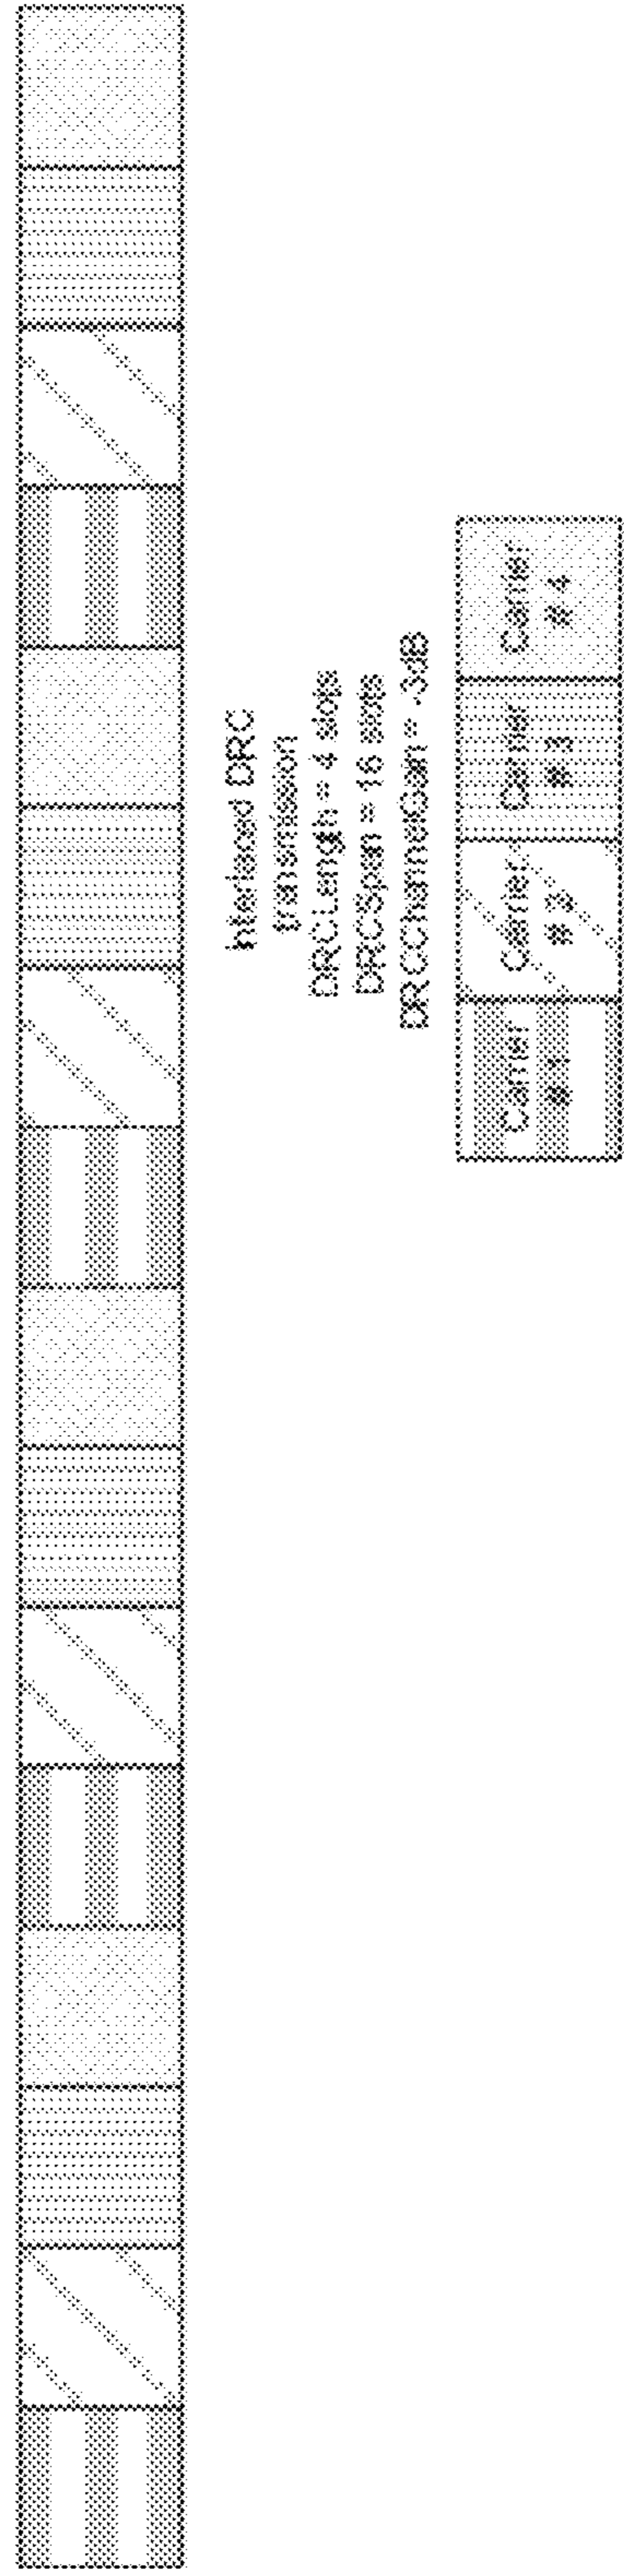 Interlaced DRC
transmission
DRCLength = 4 slots
DRCSpan = 16 slots
DRCChannelGain = -3dB
Carrier
#1
Carrier
#2
Carrier
#3
Carrier
#4